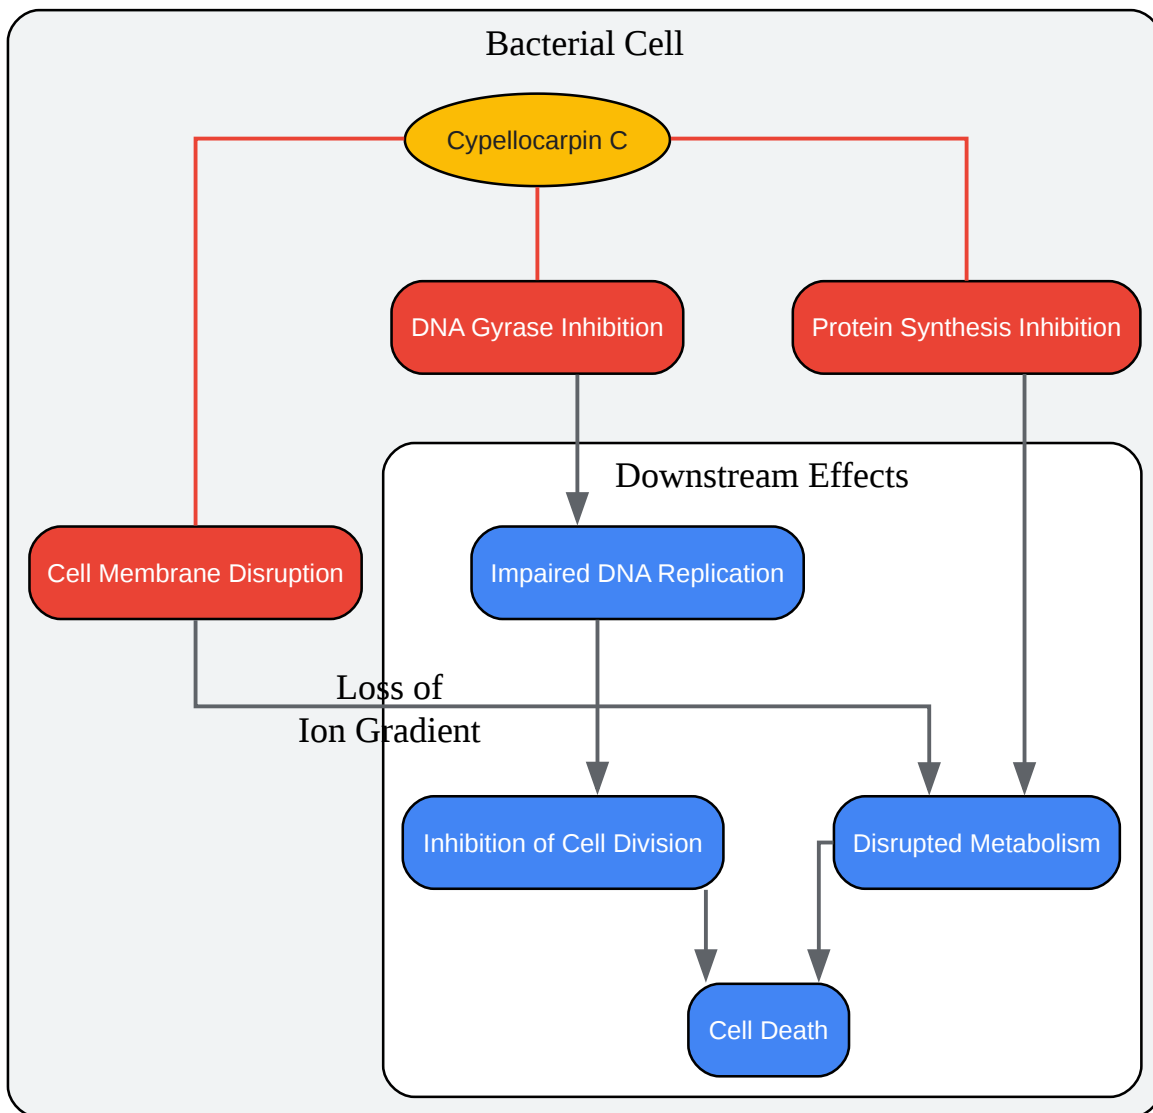 Bacterial Cell
Cypellocarpin C
DNA Gyrase Inhibition
Protein Synthesis Inhibition
Downstream Effects
Cell Membrane Disruption
Impaired DNA Replication
Loss of
Ion Gradient
Inhibition of Cell Division
Disrupted Metabolism
Cell Death